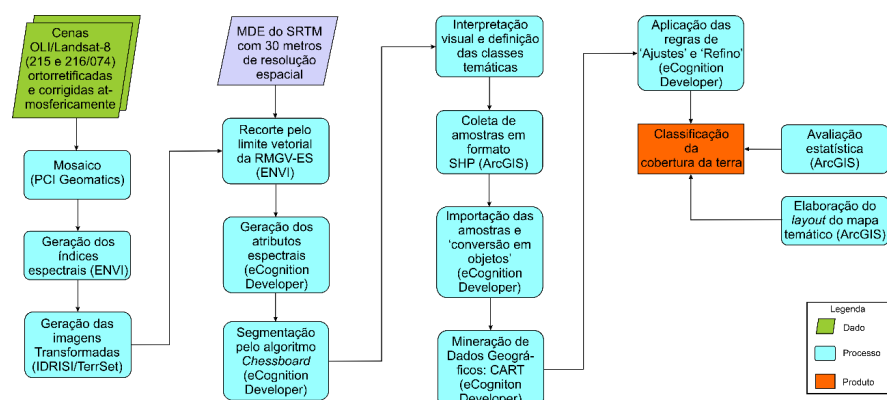 Cenas
OLI/Landsat-8
(215 e 216/074)
ortorretificadas
e corrigidas at-
mosfericamente
Mosaico
(PCI Geomatics)
Geração dos
índices
espectrais (ENVI)
Geração das
imagens
Transformadas
(IDRISI/TerrSet)
MDE do SRTM
com 30 metros
de resolução
espacial
Recorte pelo
limite vetorial
da RMGV-ES
(ENVI)
Geração dos
atributos
espectrais
(eCognition
Developer)
Segmentação
pelo algoritmo
Chessboard
(eCognition
Developer)
Interpretação
visual e definição
das classes
temáticas
Coleta de
amostras em
formato
SHP (ArcGIS)
Importação das
amostras e
‘conversão em
objetos’
(eCognition
Developer)
Mineração de
Dados Geográ-
ficos: CART
(eCogniton
Developer)
Aplicação das
regras de
‘Ajustes’ e ‘Refino’
(eCognition
Developer)
Classificação
da
cobertura da terra
Avaliação
estatística
(ArcGIS)
Elaboração do
layout do mapa
temático (ArcGIS)
Legenda
Dado
Processo
Produto